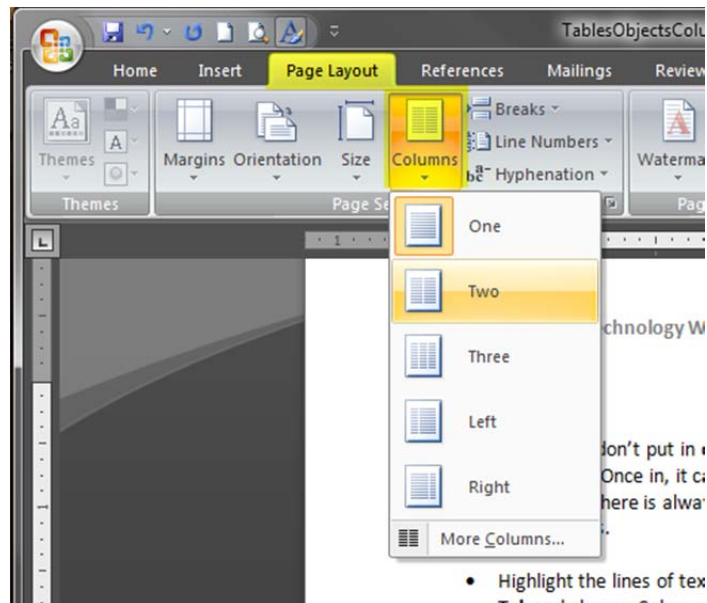 TablesObjectsColu
Home Insert Page Layout References Mailings Review
Aa
Themes
A
Margins Orientation Size Columns
Breaks
Line Numbers
Hyphenation
Waterma
Themes Page Se Pag
L
1
One
Two
Three
Left
Right
More Columns...
chnology W
don't put in
Once in, it ca
here is alwa
• Highlight the lines of tex